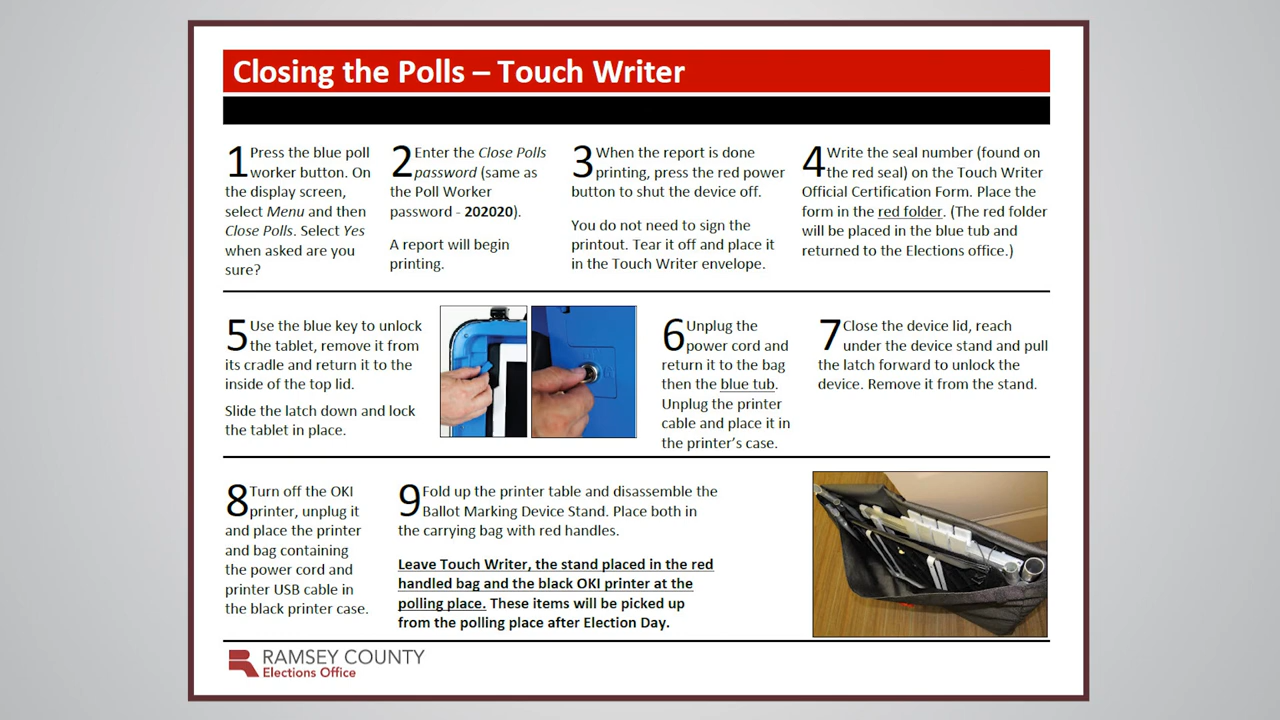 Closing the Polls – Touch Writer
1 Press the blue poll
worker button. On
the display screen,
select Menu and then
Close Polls. Select Yes
when asked are you
sure?
2 Enter the Close Polls
password (same as
the Poll Worker
password - 202020).
A report will begin
printing.
3 When the report is done
printing, press the red power
button to shut the device off.
You do not need to sign the
printout. Tear it off and place it
in the Touch Writer envelope.
4 Write the seal number (found on
the red seal) on the Touch Writer
Official Certification Form. Place the
form in the red folder. (The red folder
will be placed in the blue tub and
returned to the Elections office.)
5 Use the blue key to unlock
the tablet, remove it from
its cradle and return it to the
inside of the top lid.
Slide the latch down and lock
the tablet in place.
6 Unplug the
power cord and
return it to the bag
then the blue tub.
Unplug the printer
cable and place it in
the printer's case.
7 Close the device lid, reach
under the device stand and pull
the latch forward to unlock the
device. Remove it from the stand.
8 Turn off the OKI
printer, unplug it
and place the printer
and bag containing
the power cord and
printer USB cable in
the black printer case.
9 Fold up the printer table and disassemble the
Ballot Marking Device Stand. Place both in
the carrying bag with red handles.
Leave Touch Writer, the stand placed in the red
handled bag and the black OKI printer at the
polling place. These items will be picked up
from the polling place after Election Day.
RAMSEY COUNTY
Elections Office